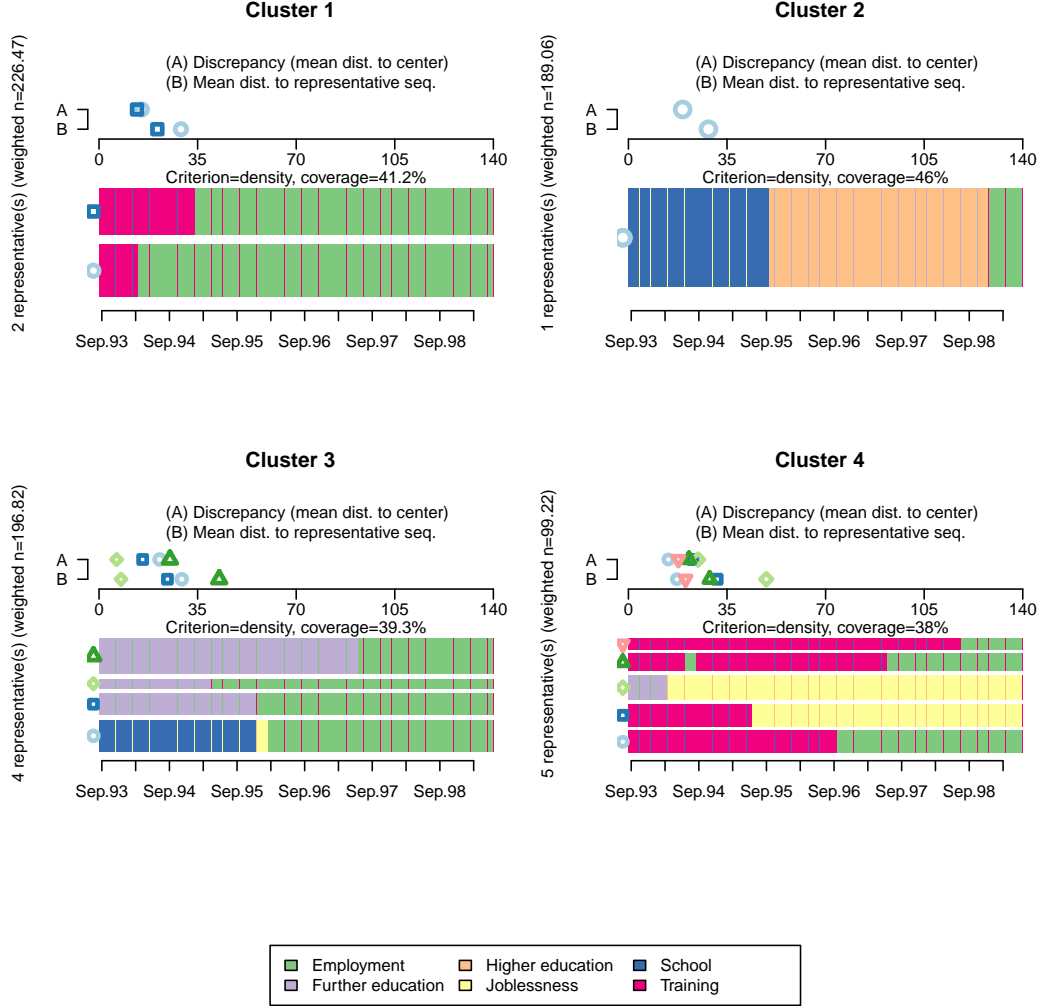 Cluster 1
2 representative(s) (weighted n=226.47)
(A) Discrepancy (mean dist. to center)
(B) Mean dist. to representative seq.
A
B
0 35 70 105 140
Criterion=density, coverage=41.2%
Sep.93 Sep.94 Sep.95 Sep.96 Sep.97 Sep.98
Cluster 2
1 representative(s) (weighted n=189.06)
(A) Discrepancy (mean dist. to center)
(B) Mean dist. to representative seq.
A
B
0 35 70 105 140
Criterion=density, coverage=46%
Sep.93 Sep.94 Sep.95 Sep.96 Sep.97 Sep.98
Cluster 3
4 representative(s) (weighted n=196.82)
(A) Discrepancy (mean dist. to center)
(B) Mean dist. to representative seq.
A
B
0 35 70 105 140
Criterion=density, coverage=39.3%
Sep.93 Sep.94 Sep.95 Sep.96 Sep.97 Sep.98
Cluster 4
5 representative(s) (weighted n=99.22)
(A) Discrepancy (mean dist. to center)
(B) Mean dist. to representative seq.
A
B
0 35 70 105 140
Criterion=density, coverage=38%
Sep.93 Sep.94 Sep.95 Sep.96 Sep.97 Sep.98
Employment Higher education School
Further education Joblessness Training